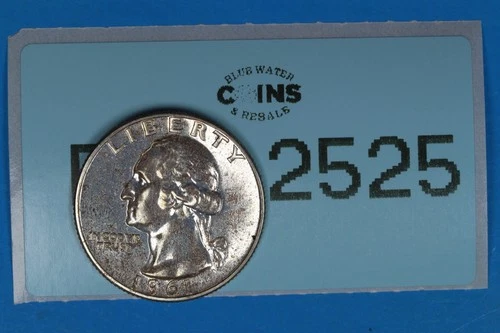 BLUE WATER
COINS
& RESALE
2525
LIBERTY
IN GOD WE
TRUST